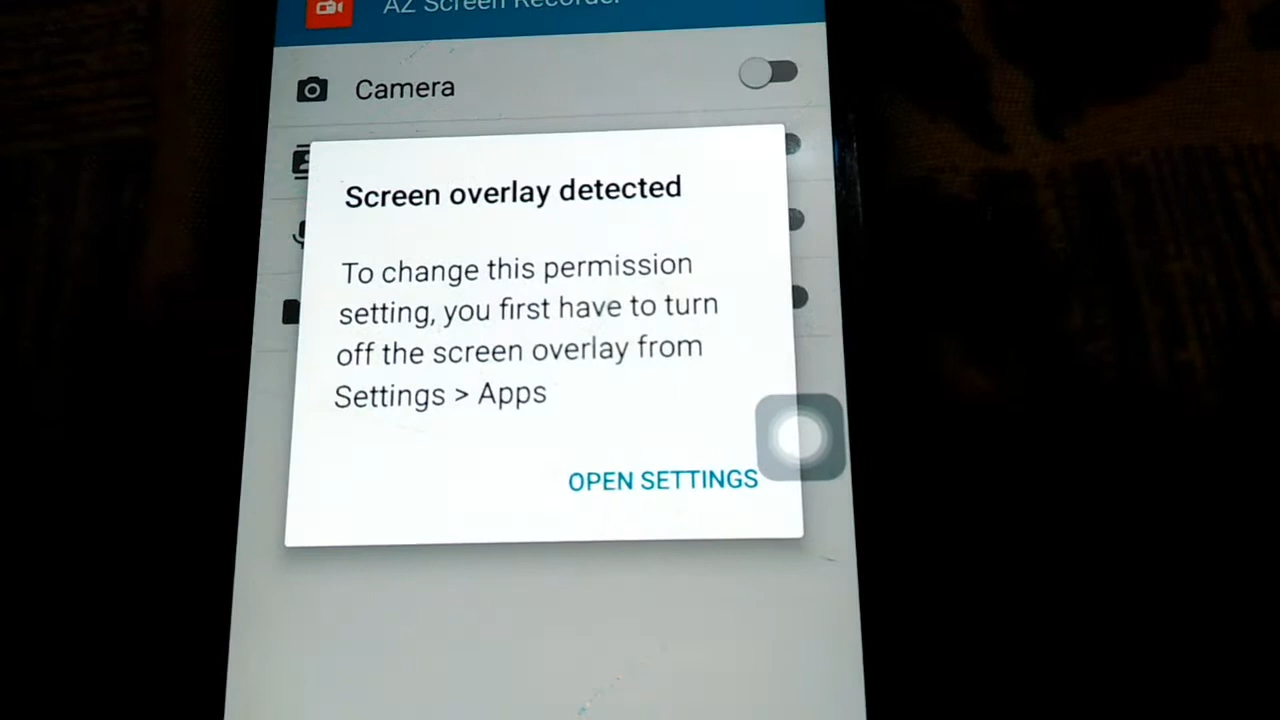 AZ Screen Recorder
Camera
Screen overlay detected
To change this permission
setting, you first have to turn
off the screen overlay from
Settings > Apps
OPEN SETTINGS